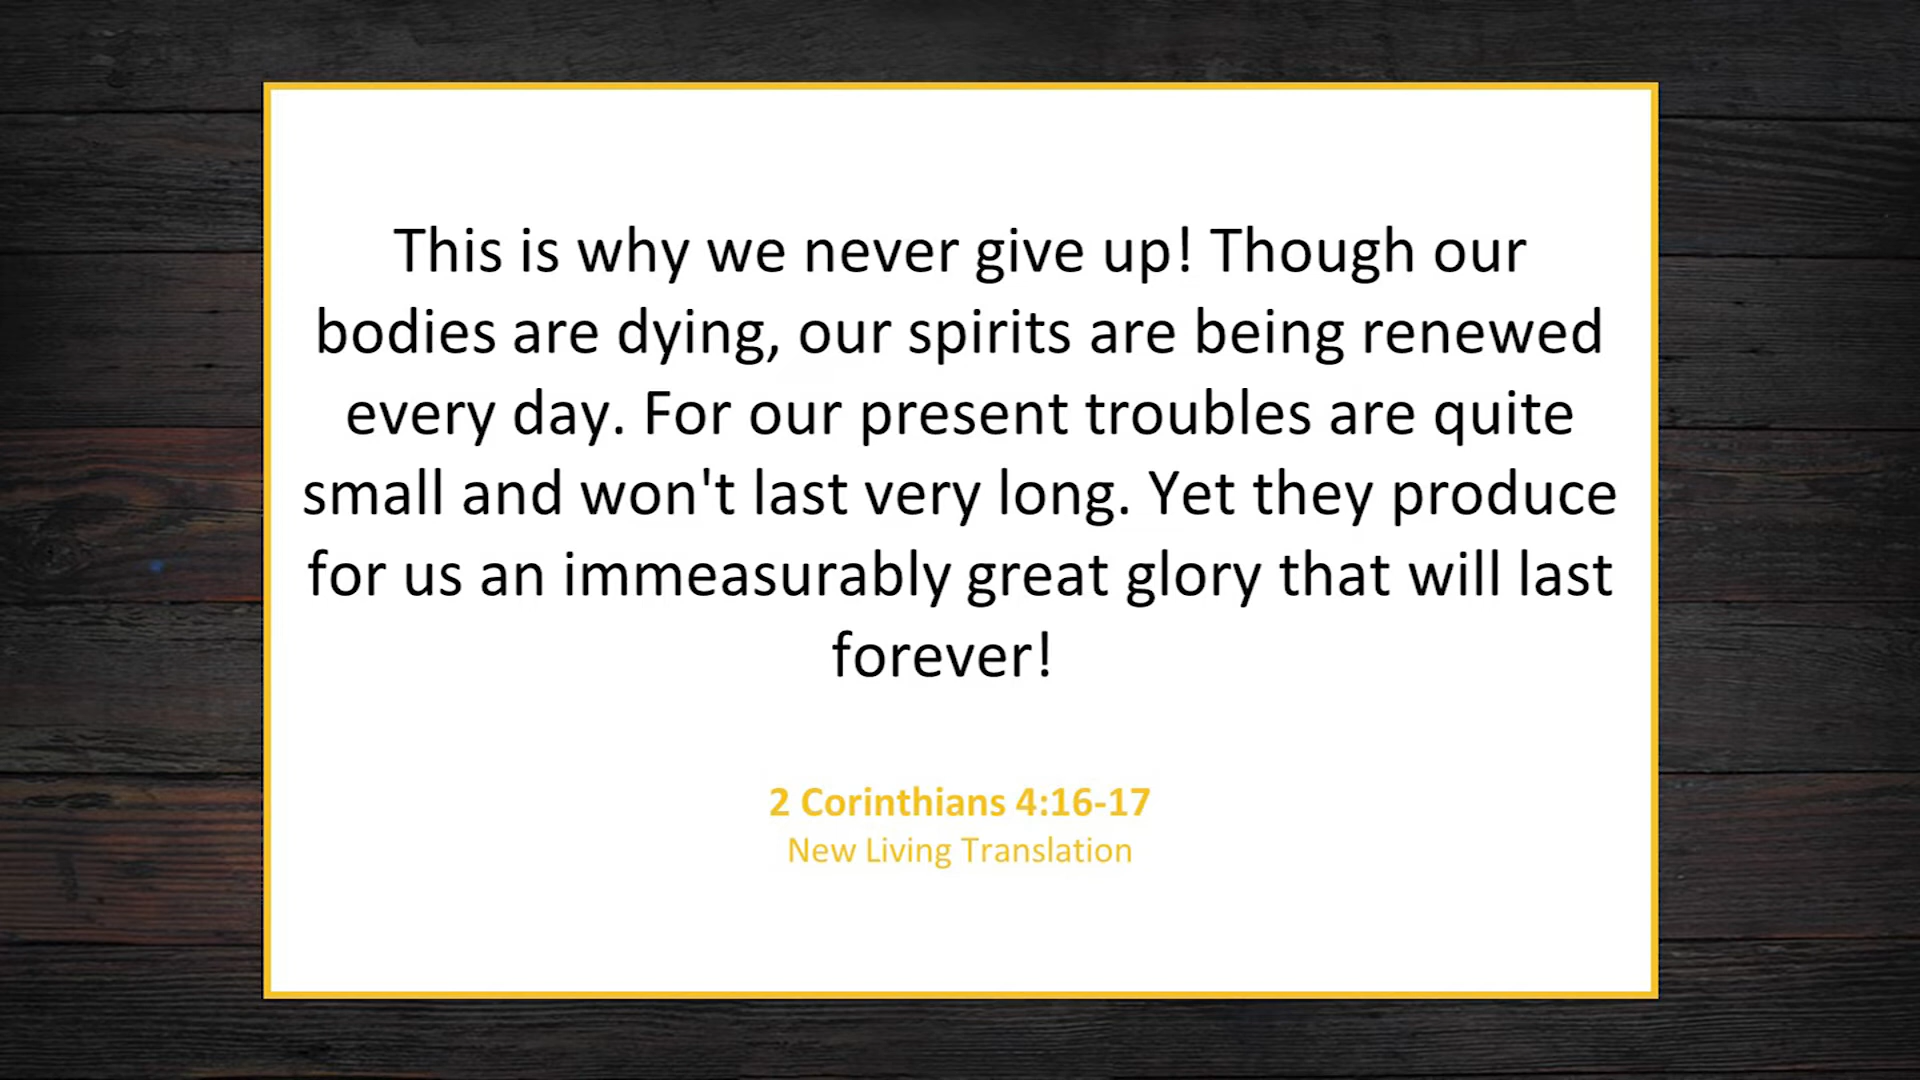 This is why we never give up! Though our
bodies are dying, our spirits are being renewed
every day. For our present troubles are quite
small and won't last very long. Yet they produce
for us an immeasurably great glory that will last
forever!
2 Corinthians 4:16-17
New Living Translation